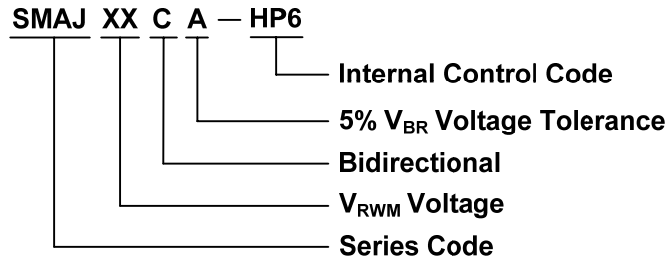 SMAJ XX C A — HP6
Internal Control Code
5% VBR Voltage Tolerance
Bidirectional
VRWM Voltage
Series Code